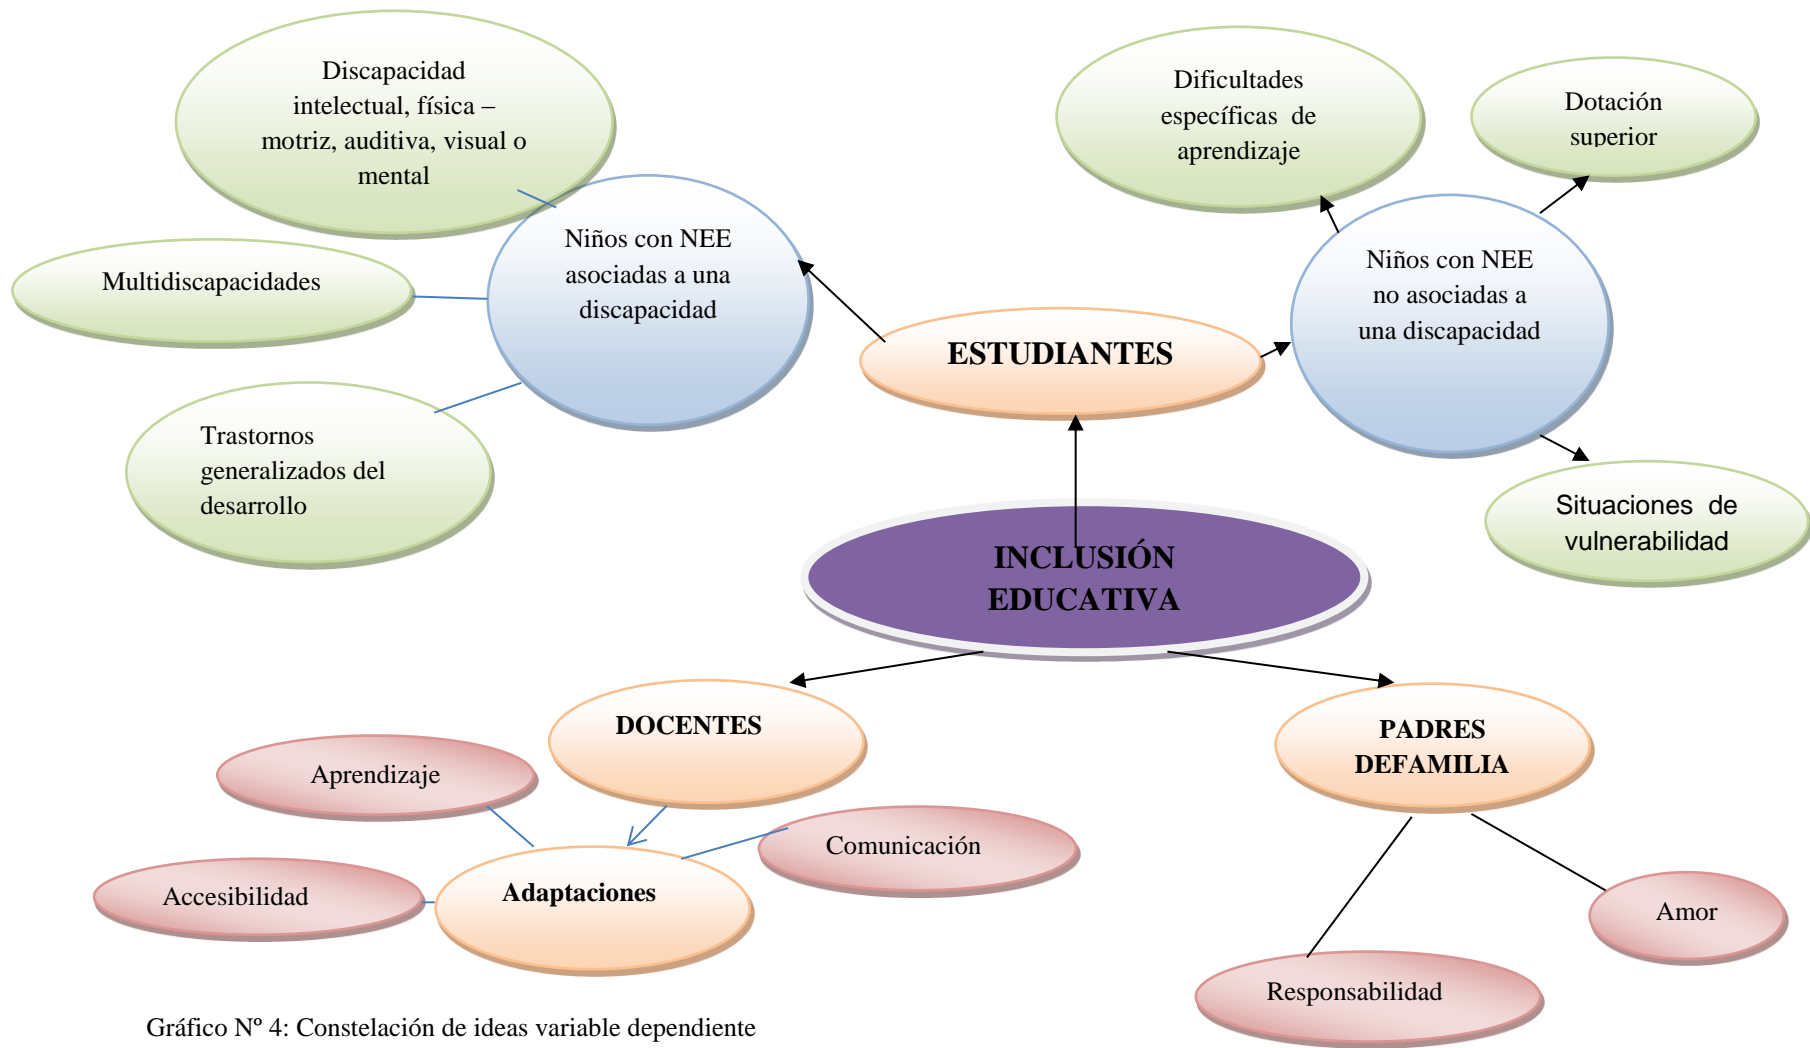 Discapacidad
intelectual, física –
motriz, auditiva, visual o
mental
Dificultades
específicas de
aprendizaje
Dotación
superior
Niños con NEE
asociadas a una
discapacidad
Multidiscapacidades
Niños con NEE
no asociadas a
una discapacidad
ESTUDIANTES
Trastornos
generalizados del
desarrollo
Situaciones de
vulnerabilidad
INCLUSIÓN
EDUCATIVA
DOCENTES
PADRES
DEFAMILIA
Aprendizaje
Comunicación
Accesibilidad
Adaptaciones
Amor
Responsabilidad
Gráfico Nº 4: Constelación de ideas variable dependiente